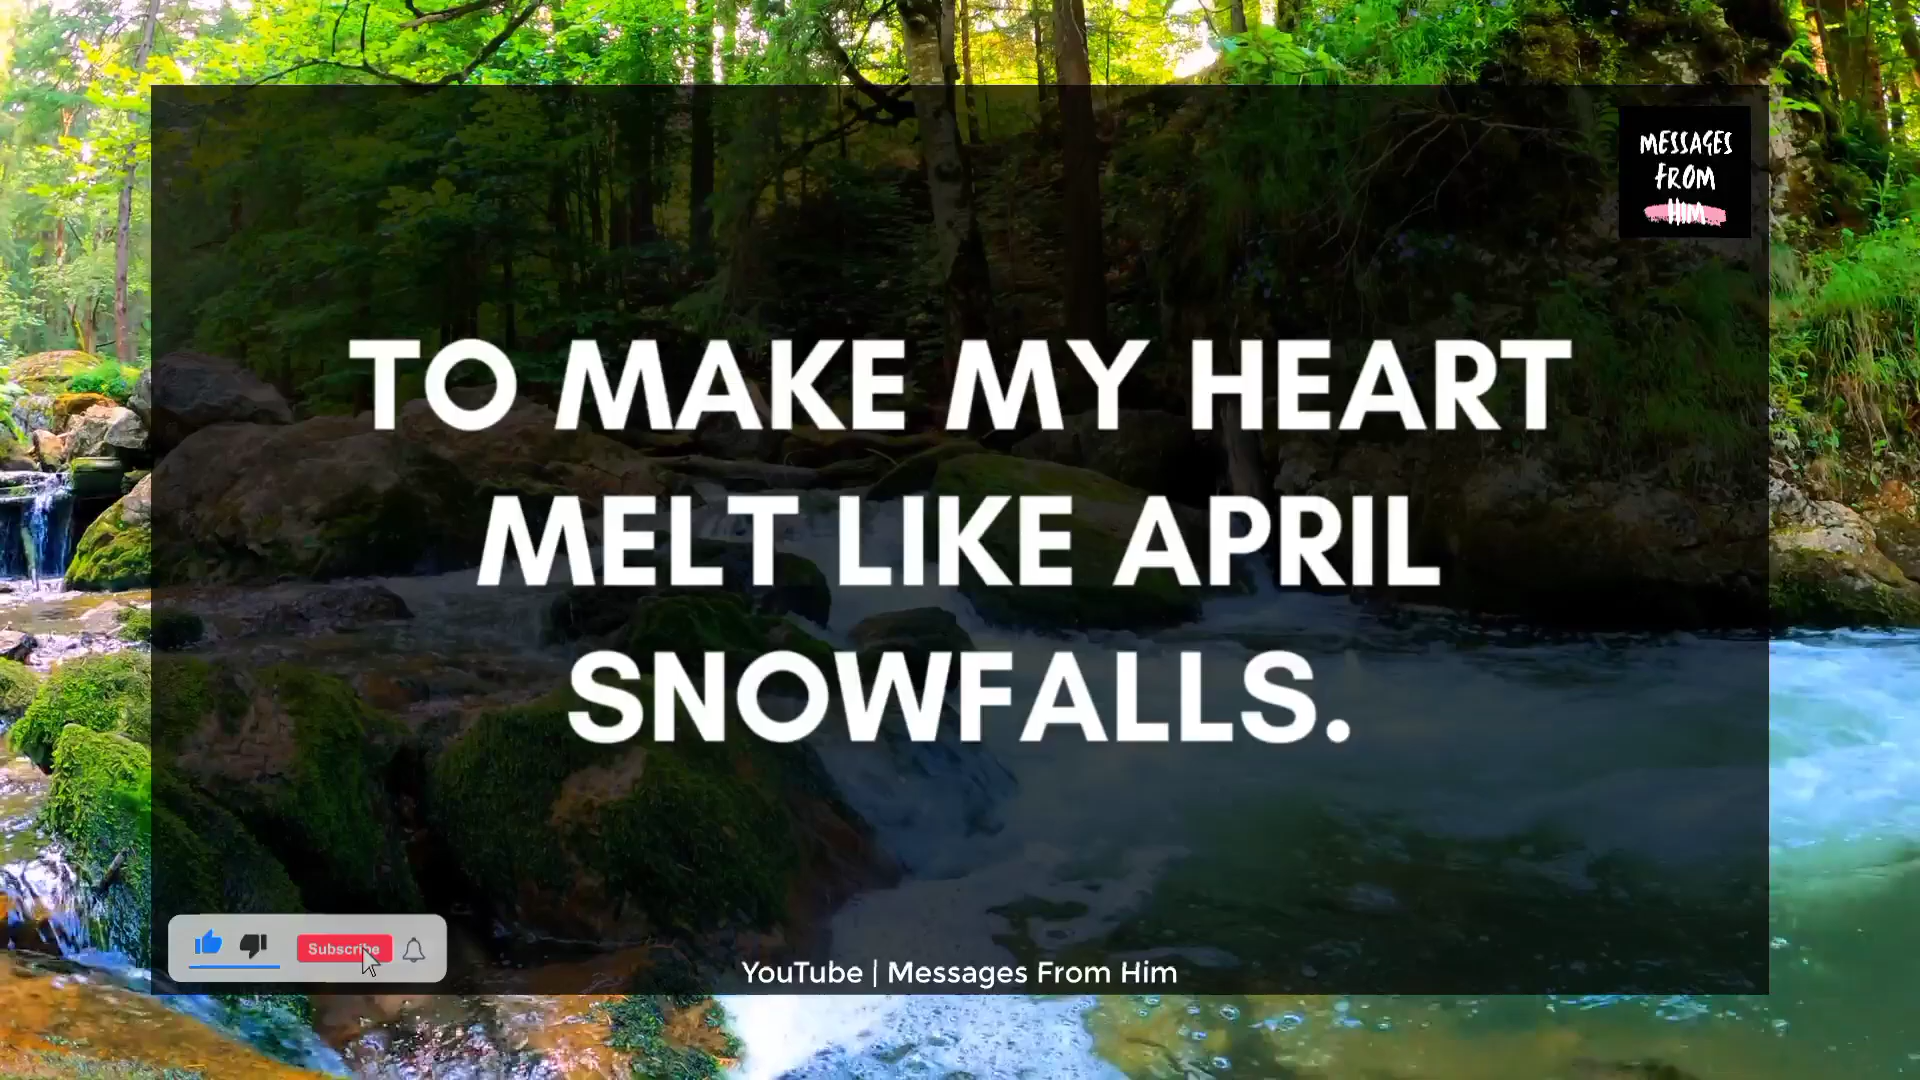 MESSAGES
FROM
HIM
TO MAKE MY HEART
MELT LIKE APRIL
SNOWFALLS.
Subscribe
YouTube | Messages From Him